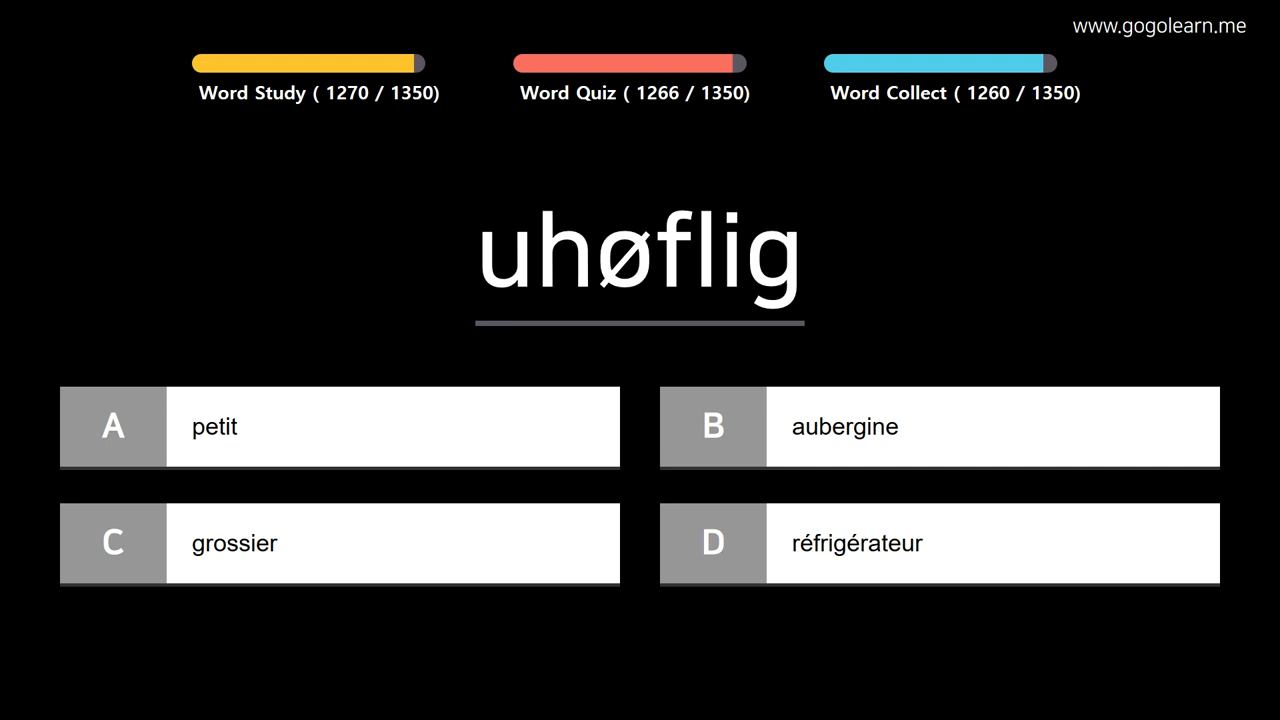 www.gogolearn.me
Word Study ( 1270 / 1350)
Word Quiz ( 1266 / 1350)
Word Collect ( 1260 / 1350)
uhøflig
A petit
B aubergine
C grossier
D réfrigérateur